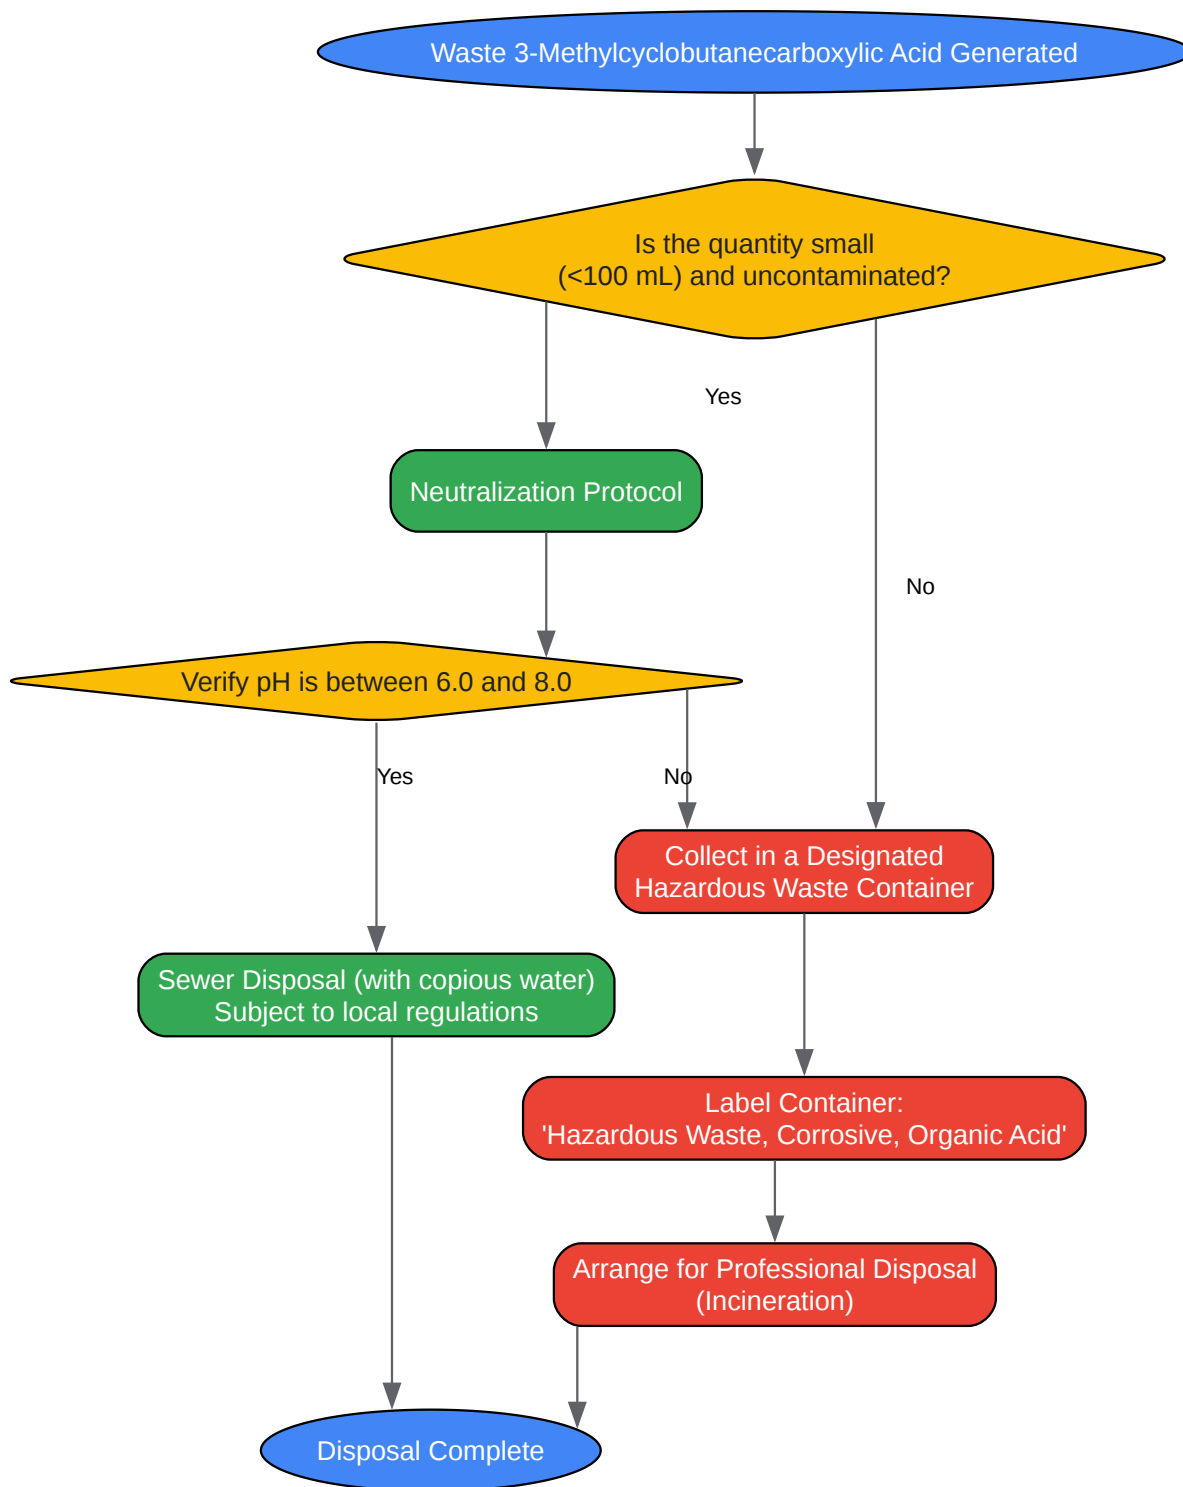 Waste 3-Methylcyclobutanecarboxylic Acid Generated
Is the quantity small
(<100 mL) and uncontaminated?
Yes
Neutralization Protocol
No
Verify pH is between 6.0 and 8.0
Yes
No
Collect in a Designated
Hazardous Waste Container
Sewer Disposal (with copious water)
Subject to local regulations
Label Container:
'Hazardous Waste, Corrosive, Organic Acid'
Arrange for Professional Disposal
(Incineration)
Disposal Complete